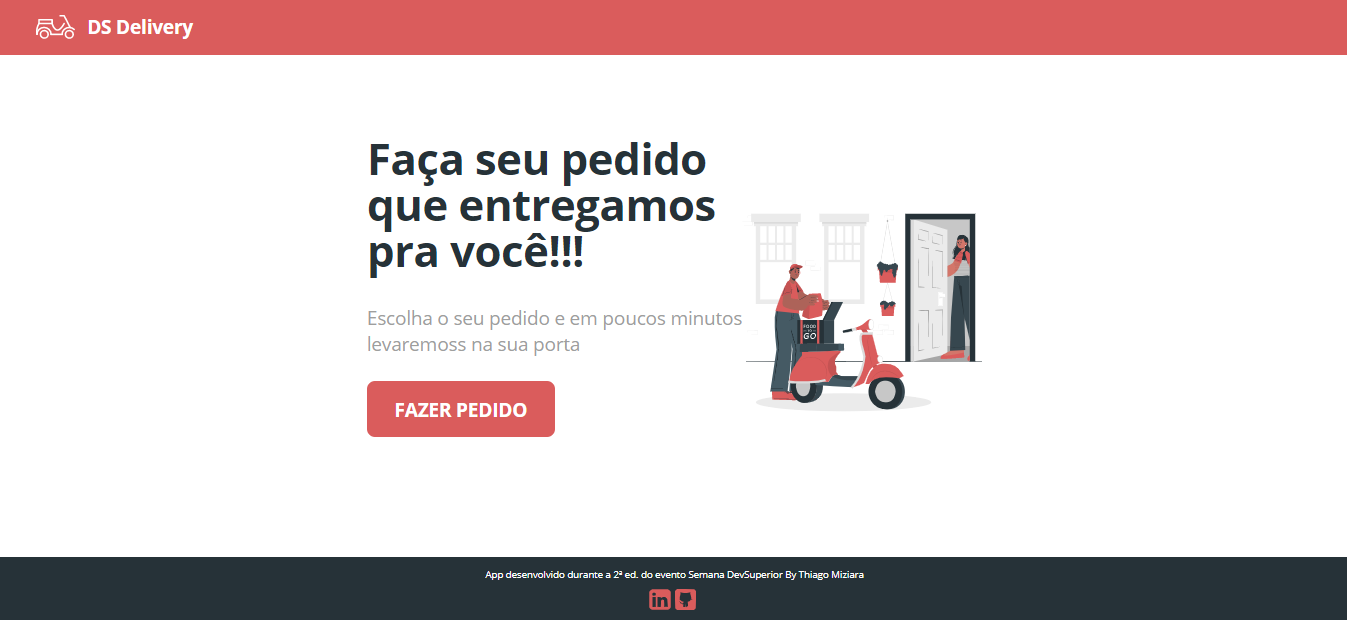 DS Delivery
Faça seu pedido
que entregamos
pra você!!!
Escolha o seu pedido e em poucos minutos
levaremoss na sua porta
FOOD
TO
GO
FAZER PEDIDO
App desenvolvido durante a 2ª ed. do evento Semana DevSuperior By Thiago Miziara
in